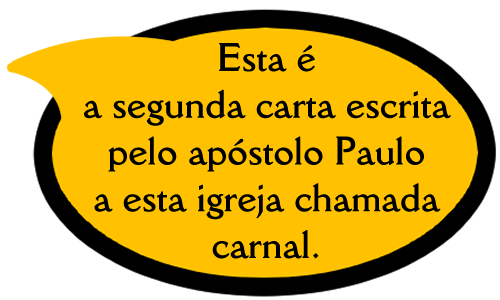 Esta é
a segunda carta escrita
pelo apóstolo Paulo
a esta igreja chamada
carnal.